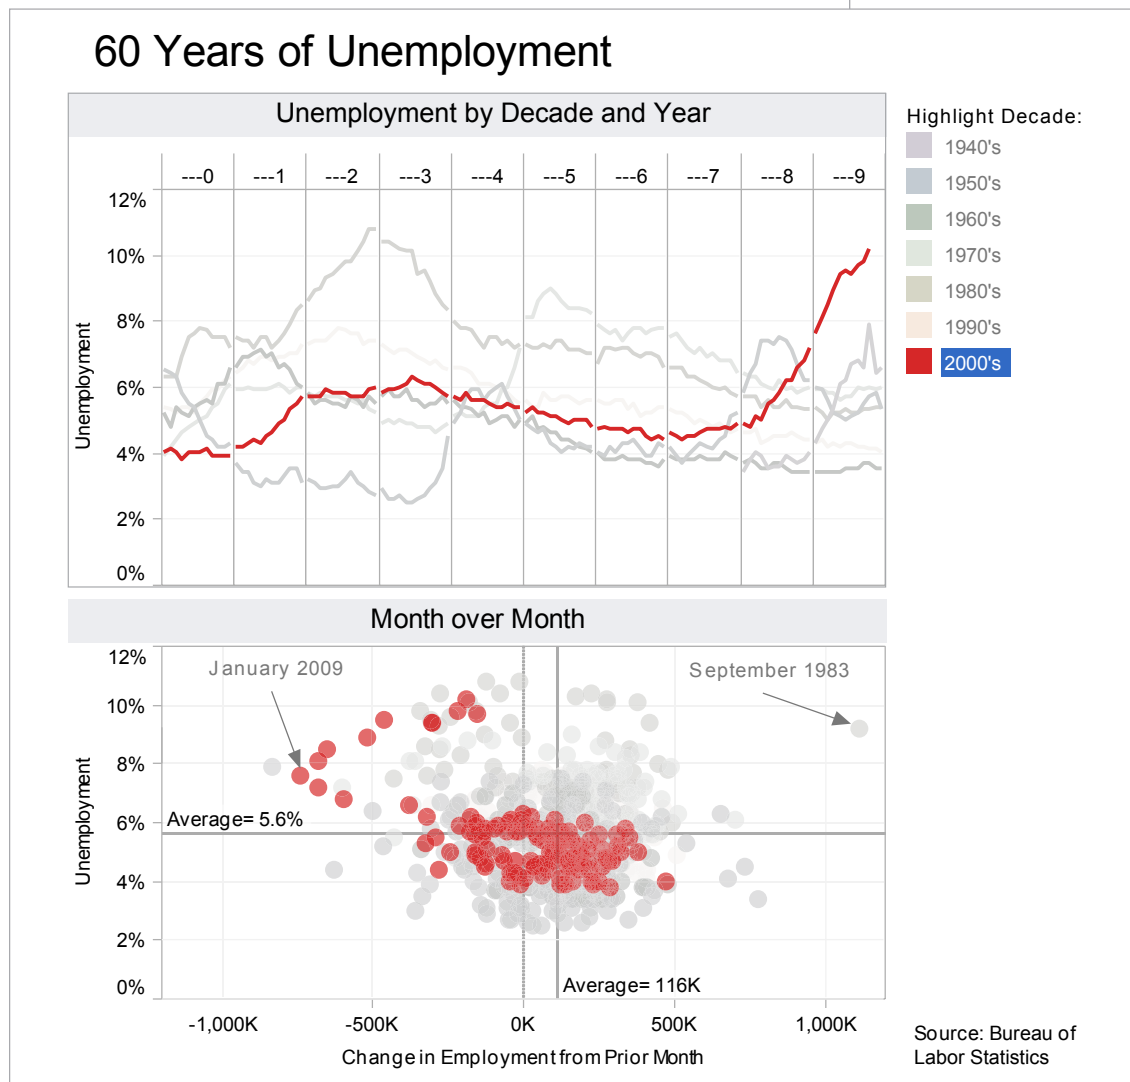 60 Years of Unemployment
Unemployment by Decade and Year
---0 ---1 ---2 ---3 ---4 ---5 ---6 ---7 ---8 ---9
12%
10%
8%
6%
4%
2%
0%
Unemployment
Highlight Decade:
1940's
1950's
1960's
1970's
1980's
1990's
2000's
Month over Month
12%
10%
8%
6%
4%
2%
0%
Unemployment
January 2009
September 1983
Average= 5.6%
Average= 116K
-1,000K -500K 0K 500K 1,000K
Change in Employment from Prior Month
Source: Bureau of
Labor Statistics